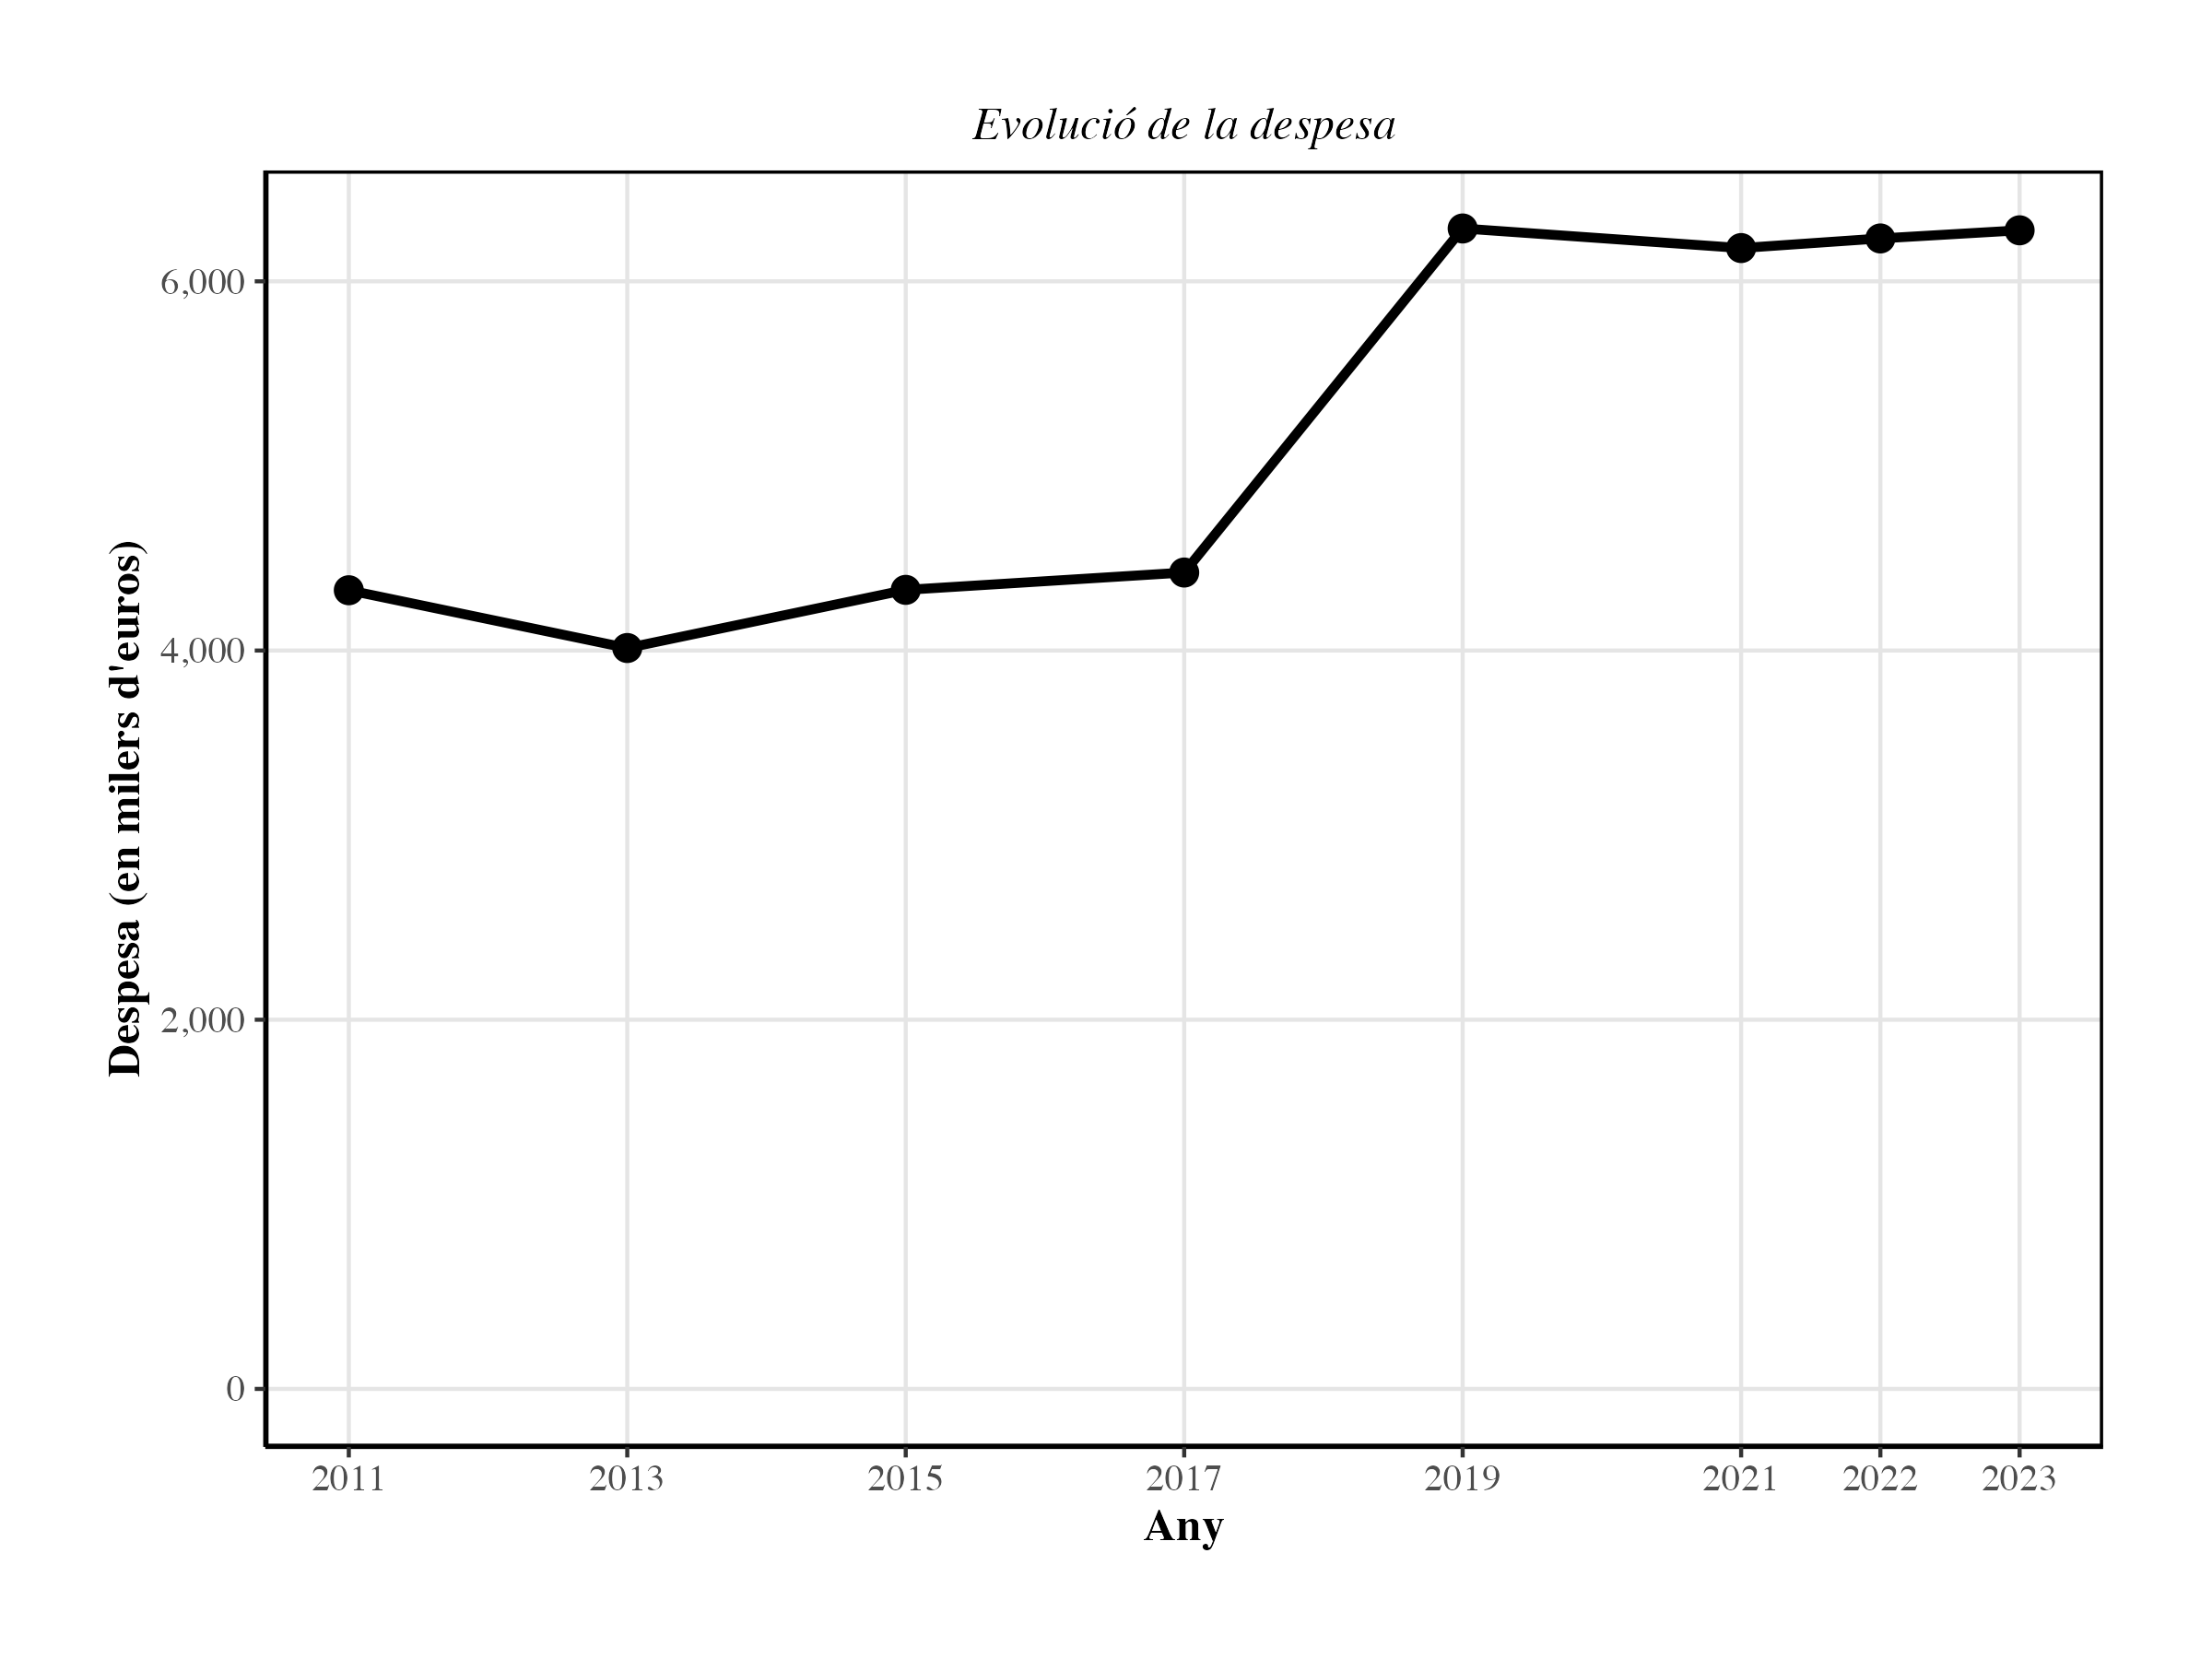 Evolució de la despesa
Despesa (en milers d'euros)
6,000
4,000
2,000
0
2011 2013 2015 2017 2019 2021 2022 2023
Any